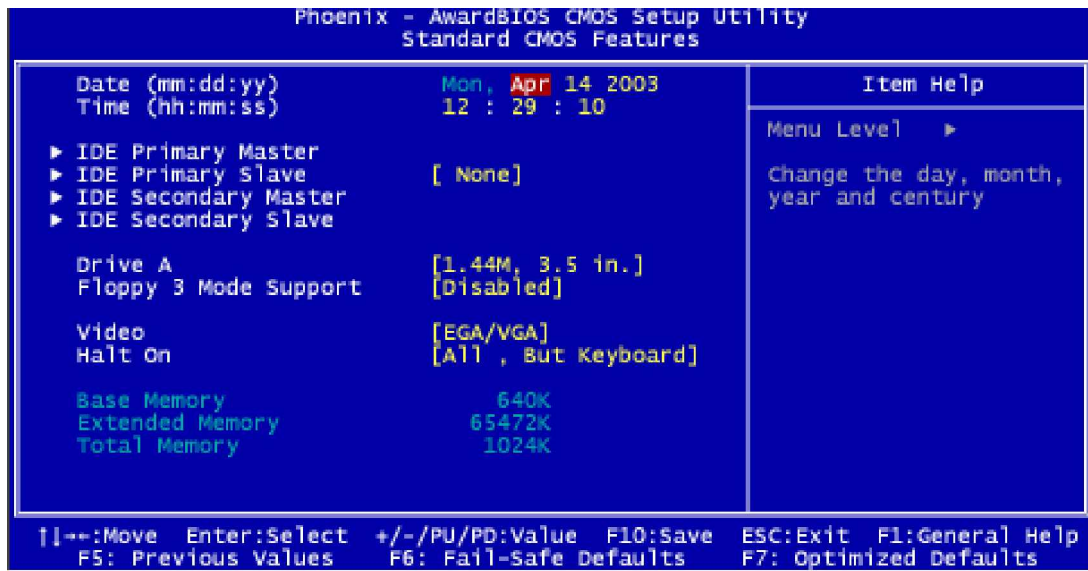 Phoenix - AwardBIOS CMOS Setup Utility
Standard CMOS Features
Date (mm:dd:yy) Mon, Apr 14 2003
Time (hh:mm:ss) 12 : 29 : 10
► IDE Primary Master
► IDE Primary Slave [ None]
► IDE Secondary Master
► IDE Secondary Slave
Drive A [1.44M, 3.5 in.]
Floppy 3 Mode Support [Disabled]
Video [EGA/VGA]
Halt On [All , But Keyboard]
Base Memory 640K
Extended Memory 65472K
Total Memory 1024K
Item Help
Menu Level ►
Change the day, month,
year and century
↑↓→←:Move Enter:Select +/-/PU/PD:Value F10:Save ESC:Exit F1:General Help
F5: Previous Values F6: Fail-Safe Defaults F7: Optimized Defaults